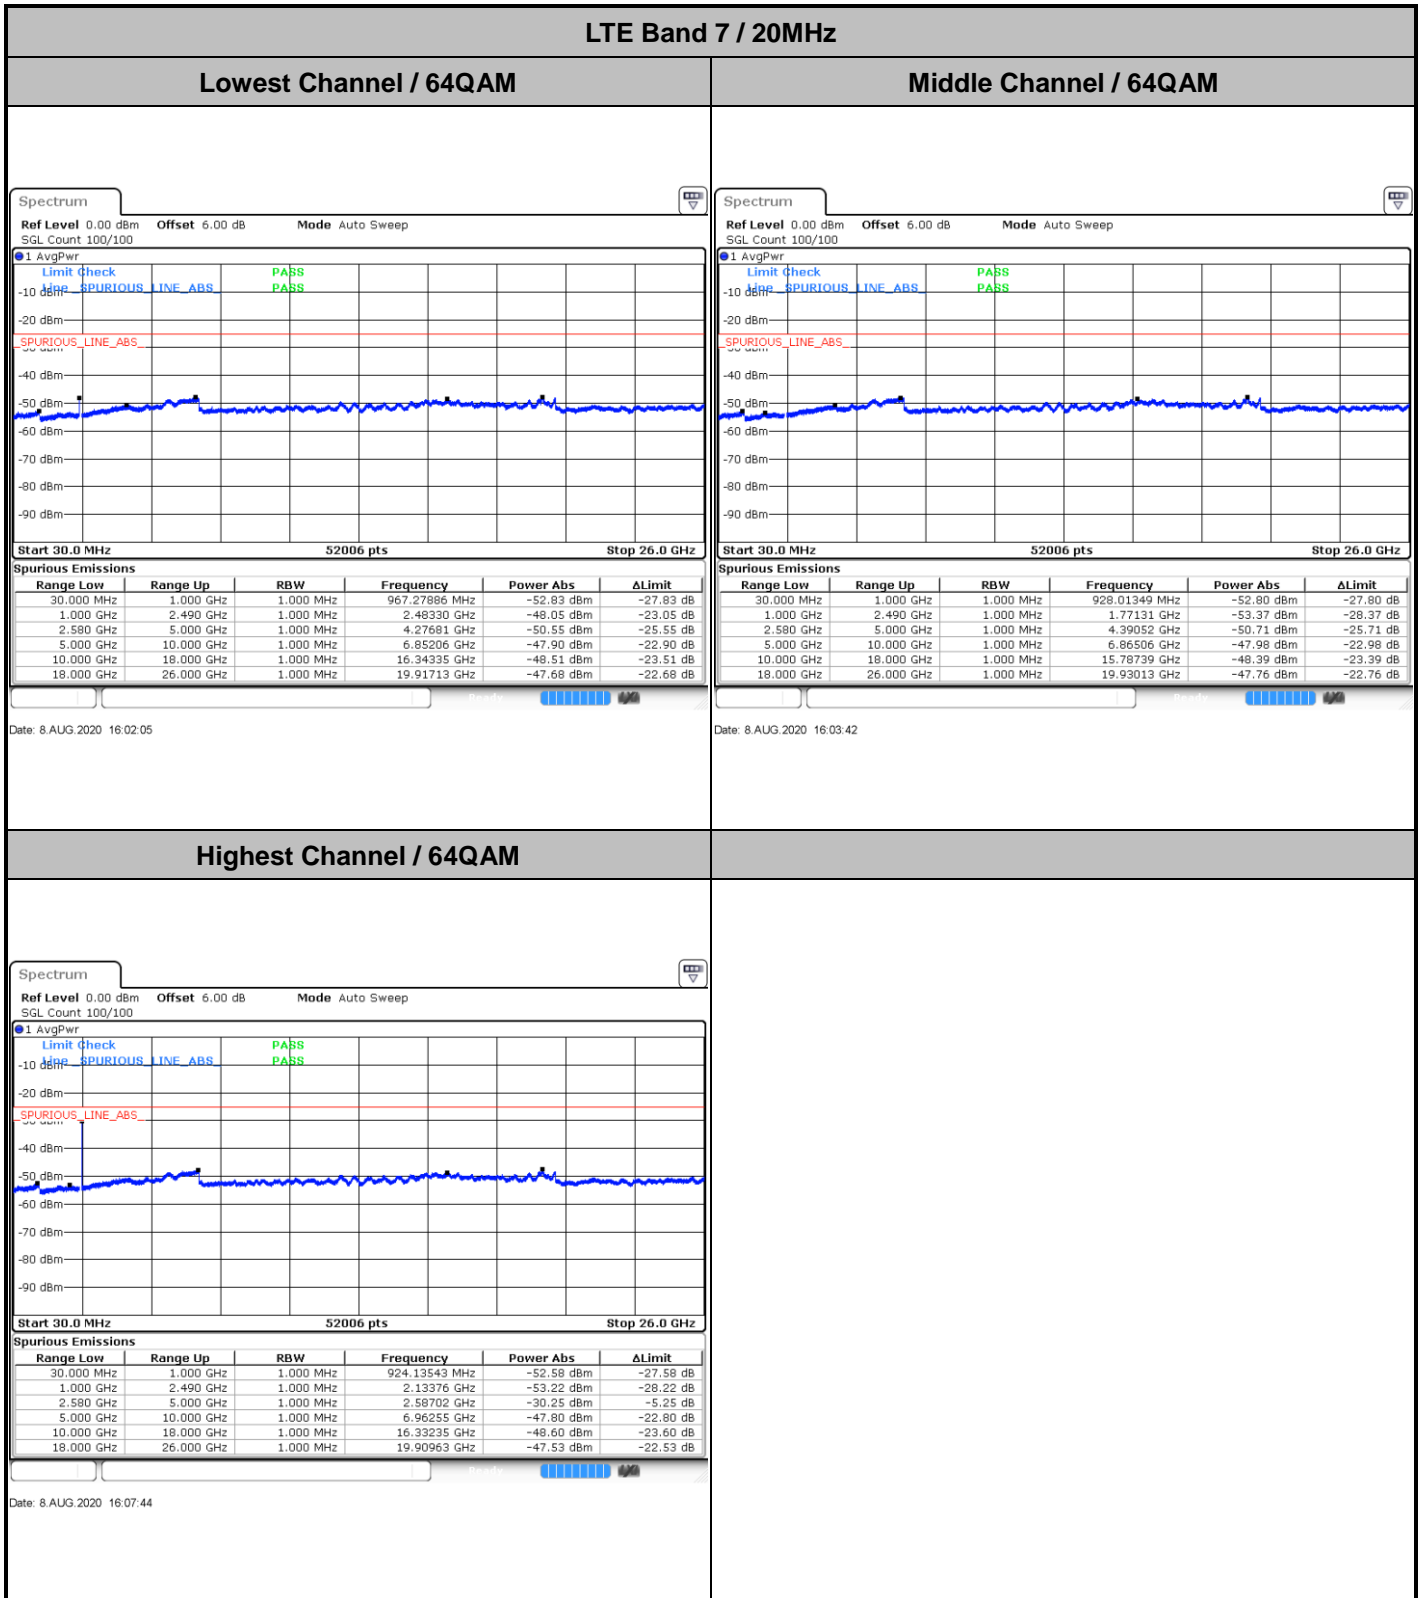 LTE Band 7 / 20MHz
Lowest Channel / 64QAM
Middle Channel / 64QAM
Spectrum
Ref Level 0.00 dBm Offset 6.00 dB Mode Auto Sweep
SGL Count 100/100
1 AvgPwr
Limit Check PASS
Line _SPURIOUS_LINE_ABS_ PASS
-10 dBm
-20 dBm
_SPURIOUS_LINE_ABS_
-30 dBm
-40 dBm
-50 dBm
-60 dBm
-70 dBm
-80 dBm
-90 dBm
Start 30.0 MHz 52006 pts Stop 26.0 GHz
Spurious Emissions
Range Low Range Up RBW Frequency Power Abs ΔLimit
30.000 MHz 1.000 GHz 1.000 MHz 967.27886 MHz -52.83 dBm -27.83 dB
1.000 GHz 2.490 GHz 1.000 MHz 2.48330 GHz -48.05 dBm -23.05 dB
2.580 GHz 5.000 GHz 1.000 MHz 4.27681 GHz -50.55 dBm -25.55 dB
5.000 GHz 10.000 GHz 1.000 MHz 6.85206 GHz -47.90 dBm -22.90 dB
10.000 GHz 18.000 GHz 1.000 MHz 16.34335 GHz -48.51 dBm -23.51 dB
18.000 GHz 26.000 GHz 1.000 MHz 19.91713 GHz -47.68 dBm -22.68 dB
Date: 8.AUG.2020 16:02:05
Spectrum
Ref Level 0.00 dBm Offset 6.00 dB Mode Auto Sweep
SGL Count 100/100
1 AvgPwr
Limit Check PASS
Line _SPURIOUS_LINE_ABS_ PASS
-10 dBm
-20 dBm
_SPURIOUS_LINE_ABS_
-30 dBm
-40 dBm
-50 dBm
-60 dBm
-70 dBm
-80 dBm
-90 dBm
Start 30.0 MHz 52006 pts Stop 26.0 GHz
Spurious Emissions
Range Low Range Up RBW Frequency Power Abs ΔLimit
30.000 MHz 1.000 GHz 1.000 MHz 928.01349 MHz -52.80 dBm -27.80 dB
1.000 GHz 2.490 GHz 1.000 MHz 1.77131 GHz -53.37 dBm -28.37 dB
2.580 GHz 5.000 GHz 1.000 MHz 4.39052 GHz -50.71 dBm -25.71 dB
5.000 GHz 10.000 GHz 1.000 MHz 6.86506 GHz -47.98 dBm -22.98 dB
10.000 GHz 18.000 GHz 1.000 MHz 15.78739 GHz -48.39 dBm -23.39 dB
18.000 GHz 26.000 GHz 1.000 MHz 19.93013 GHz -47.76 dBm -22.76 dB
Date: 8.AUG.2020 16:03:42
Highest Channel / 64QAM
Spectrum
Ref Level 0.00 dBm Offset 6.00 dB Mode Auto Sweep
SGL Count 100/100
1 AvgPwr
Limit Check PASS
Line _SPURIOUS_LINE_ABS_ PASS
-10 dBm
-20 dBm
_SPURIOUS_LINE_ABS_
-30 dBm
-40 dBm
-50 dBm
-60 dBm
-70 dBm
-80 dBm
-90 dBm
Start 30.0 MHz 52006 pts Stop 26.0 GHz
Spurious Emissions
Range Low Range Up RBW Frequency Power Abs ΔLimit
30.000 MHz 1.000 GHz 1.000 MHz 924.13543 MHz -52.58 dBm -27.58 dB
1.000 GHz 2.490 GHz 1.000 MHz 2.13376 GHz -53.22 dBm -28.22 dB
2.580 GHz 5.000 GHz 1.000 MHz 2.58702 GHz -30.25 dBm -5.25 dB
5.000 GHz 10.000 GHz 1.000 MHz 6.96255 GHz -47.80 dBm -22.80 dB
10.000 GHz 18.000 GHz 1.000 MHz 16.33235 GHz -48.60 dBm -23.60 dB
18.000 GHz 26.000 GHz 1.000 MHz 19.90963 GHz -47.53 dBm -22.53 dB
Date: 8.AUG.2020 16:07:44